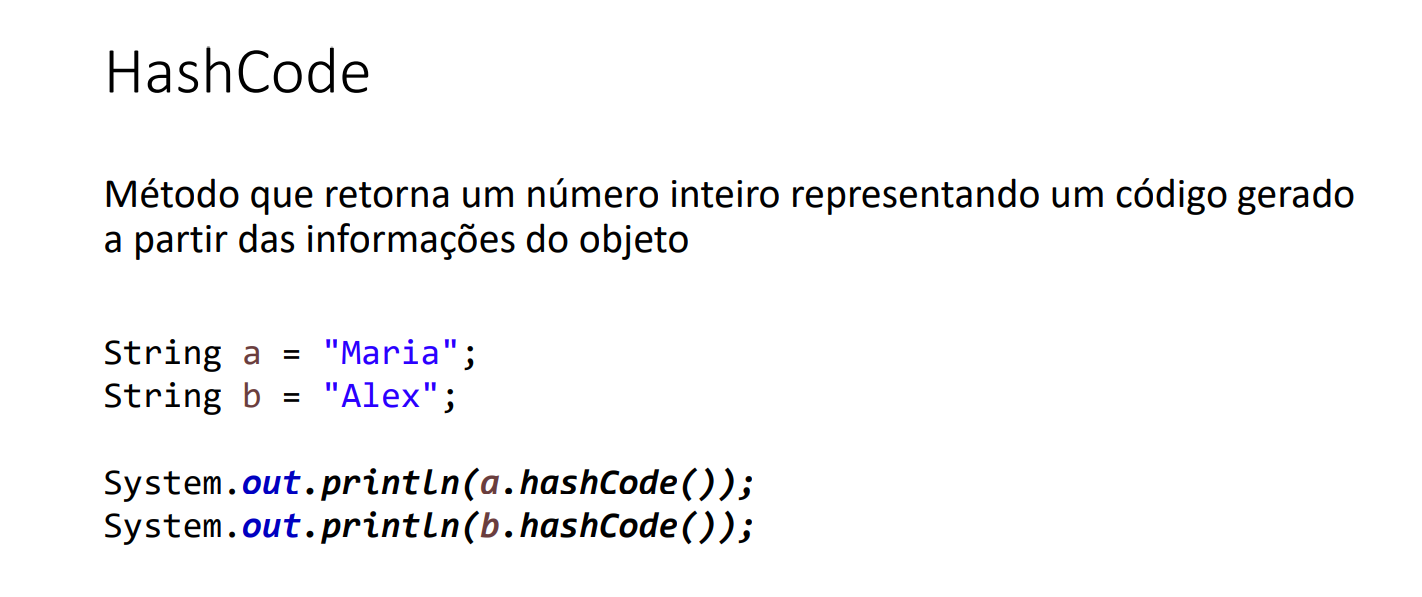 HashCode
Método que retorna um número inteiro representando um código gerado
a partir das informações do objeto
String a = "Maria";
String b = "Alex";
System.out.println(a.hashCode());
System.out.println(b.hashCode());